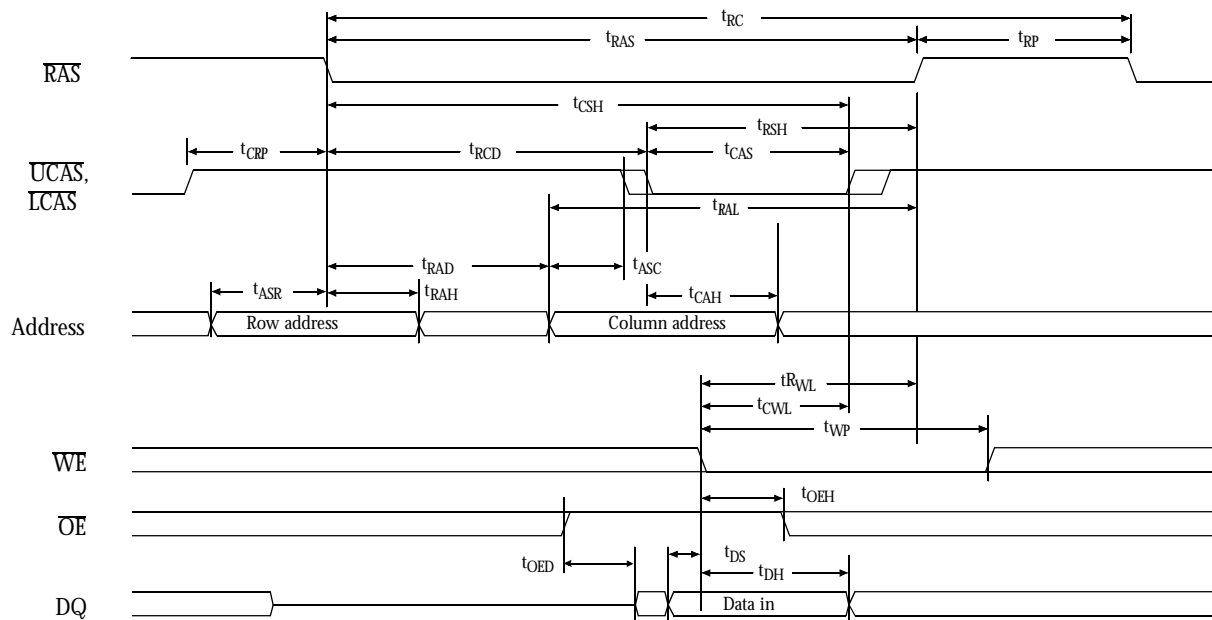 tRC
tRAS
tRP
RAS
tCSH
tRSH
tCRP
tRCD
tCAS
UCAS,
LCAS
tRAL
tRAD
tASC
tASR
tRAH
tCAH
Address
Row address
Column address
tRWL
tCWL
tWP
WE
tOEH
OE
tDS
tOED
tDH
DQ
Data in